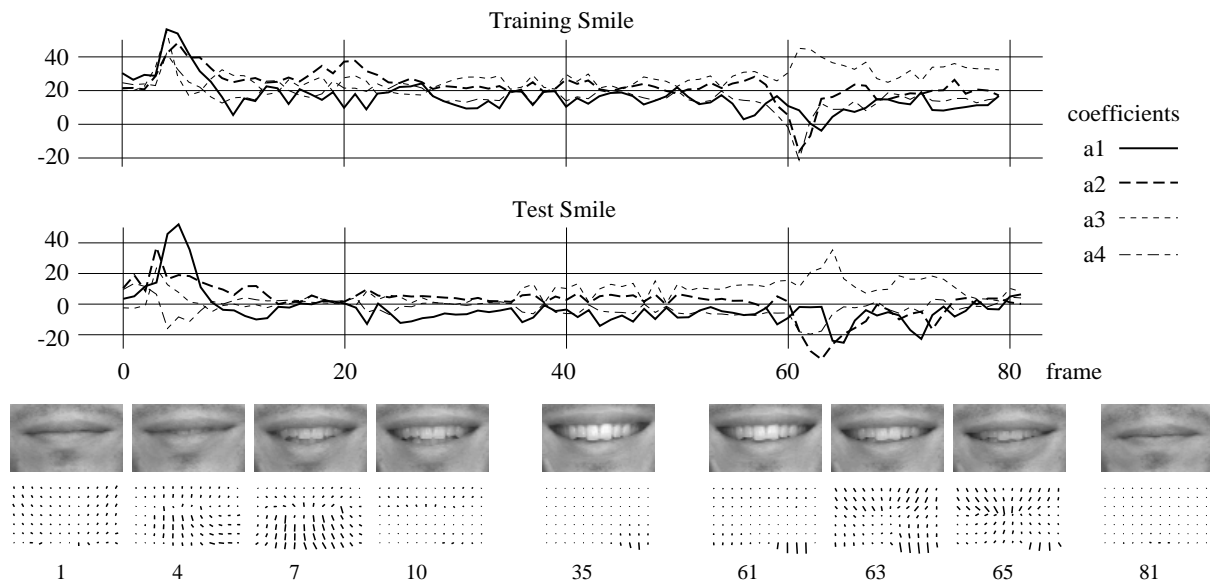 Training Smile
40
20
0
-20
coefficients
a1
a2
a3
a4
Test Smile
40
20
0
-20
0 20 40 60 80 frame
1 4 7 10 35 61 63 65 81